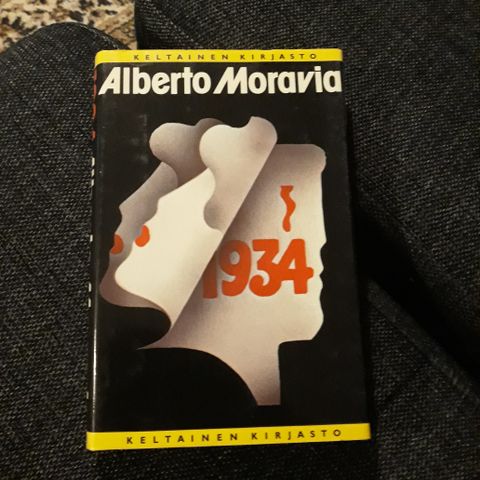 KELTAINEN KIRJASTO
Alberto Moravia
1934
KELTAINEN KIRJASTO